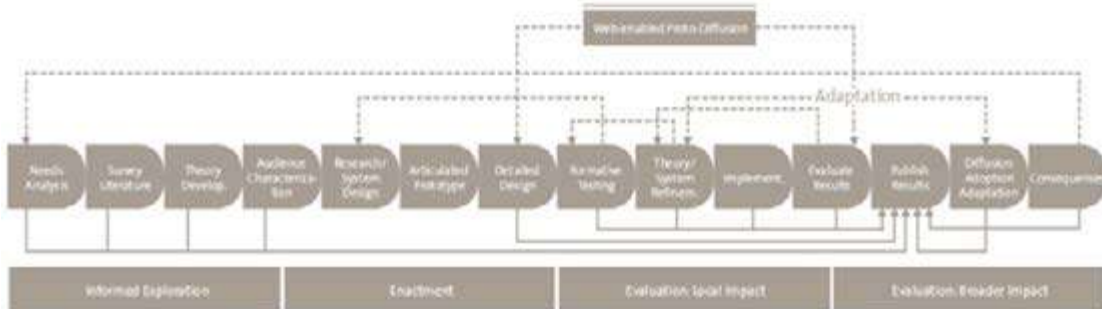 Web-enabled Proto-Diffusion
Adaptation
Needs
Analysis
Survey
Literature
Theory
Develop.
Audience
Characteriza-
tion
Research/
System
Design
Articulated
Prototype
Detailed
Design
Formative
Testing
Theory/
System
Refinem.
Implement.
Evaluate
Results
Publish
Results
Diffusion
Adoption
Adaptation
Consequences
Informed Exploration
Enactment
Evaluation: Local Impact
Evaluation: Broader Impact